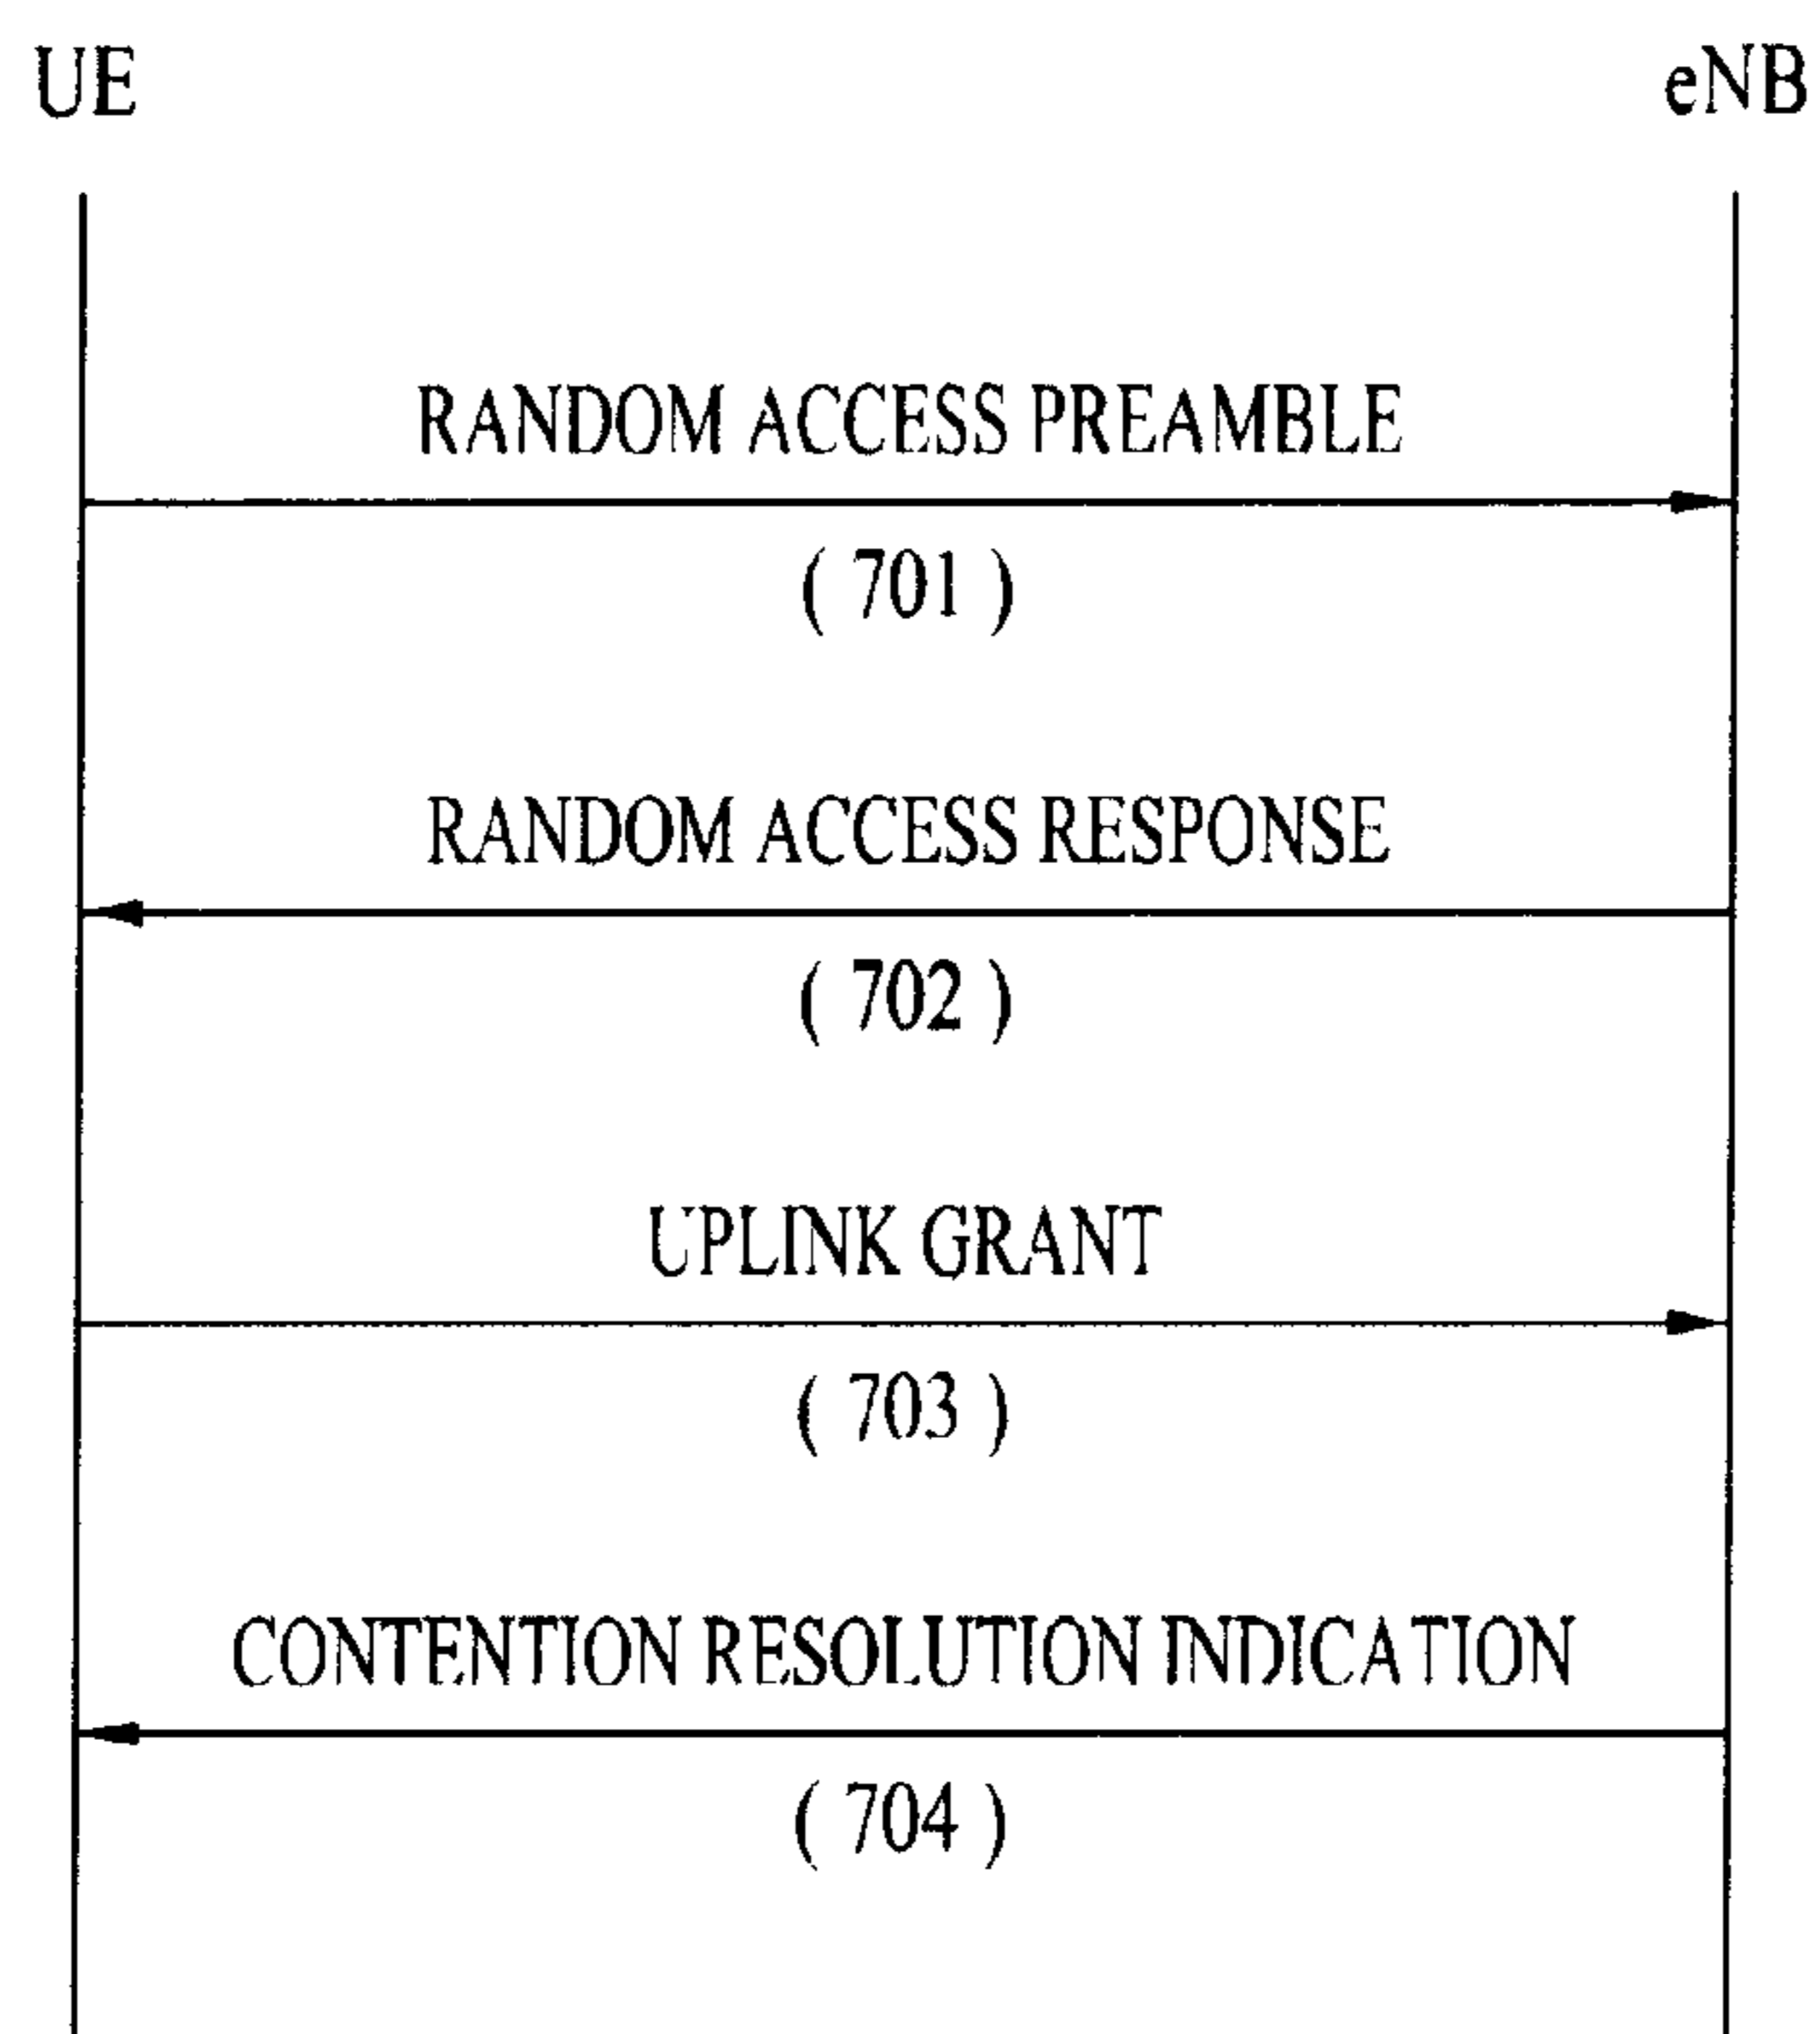 UE eNB
RANDOM ACCESS PREAMBLE
( 701 )
RANDOM ACCESS RESPONSE
( 702 )
UPLINK GRANT
( 703 )
CONTENTION RESOLUTION INDICATION
( 704 )